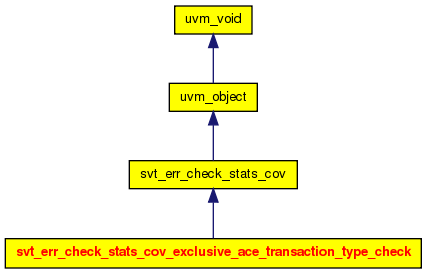 uvm_void
uvm_object
svt_err_check_stats_cov
svt_err_check_stats_cov_exclusive_ace_transaction_type_check